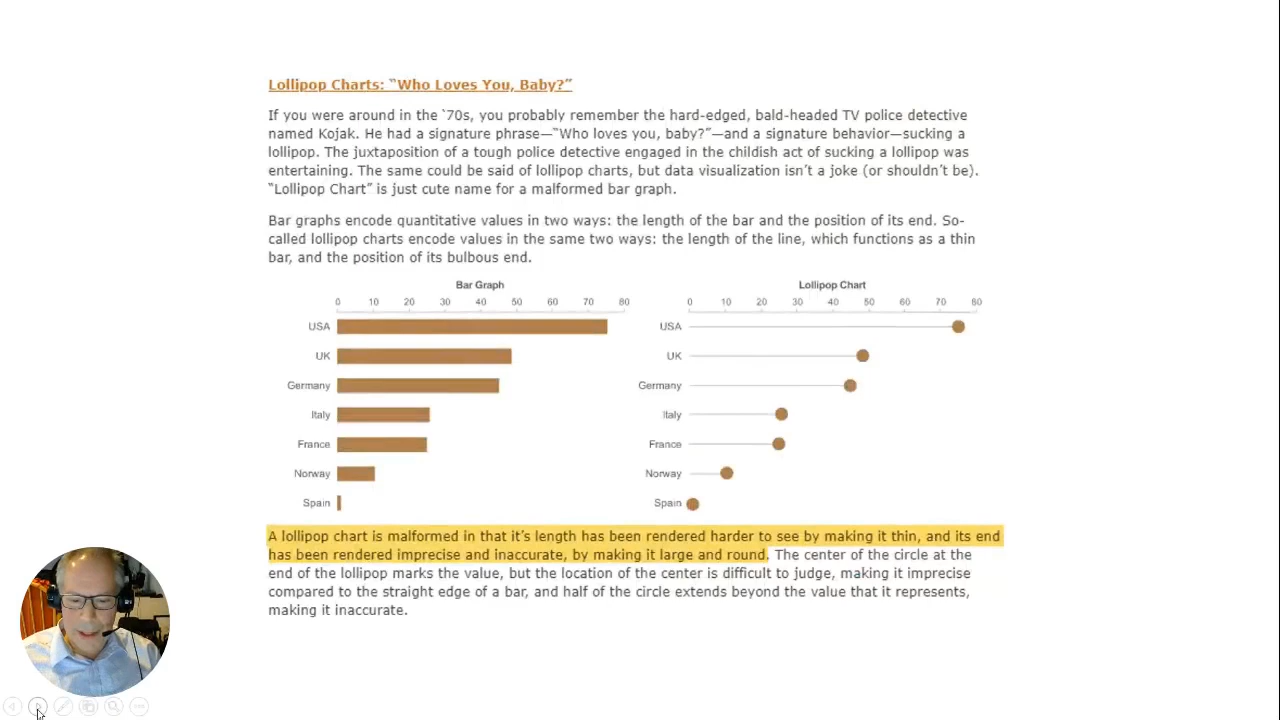 Lollipop Charts: “Who Loves You, Baby?”
If you were around in the `70s, you probably remember the hard-edged, bald-headed TV police detective
named Kojak. He had a signature phrase—“Who loves you, baby?”—and a signature behavior—sucking a
lollipop. The juxtaposition of a tough police detective engaged in the childish act of sucking a lollipop was
entertaining. The same could be said of lollipop charts, but data visualization isn’t a joke (or shouldn’t be).
“Lollipop Chart” is just cute name for a malformed bar graph.
Bar graphs encode quantitative values in two ways: the length of the bar and the position of its end. So-
called lollipop charts encode values in the same two ways: the length of the line, which functions as a thin
bar, and the position of its bulbous end.
Bar Graph
0 10 20 30 40 50 60 70 80
USA
UK
Germany
Italy
France
Norway
Spain
Lollipop Chart
0 10 20 30 40 50 60 70 80
USA
UK
Germany
Italy
France
Norway
Spain
A lollipop chart is malformed in that it’s length has been rendered harder to see by making it thin, and its end
has been rendered imprecise and inaccurate, by making it large and round. The center of the circle at the
end of the lollipop marks the value, but the location of the center is difficult to judge, making it imprecise
compared to the straight edge of a bar, and half of the circle extends beyond the value that it represents,
making it inaccurate.